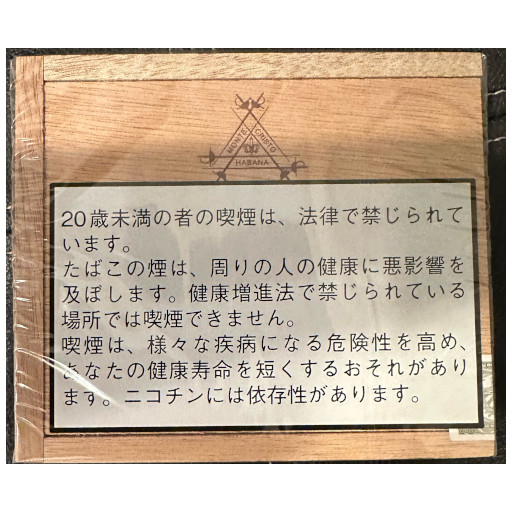 MONTE CRISTO
HABANA
20歳未満の者の喫煙は、法律で禁じられて
います。
たばこの煙は、周りの人の健康に悪影響を
及ぼします。健康増進法で禁じられている
場所では喫煙できません。
喫煙は、様々な疾病になる危険性を高め、
あなたの健康寿命を短くするおそれがあり
ます。ニコチンには依存性があります。